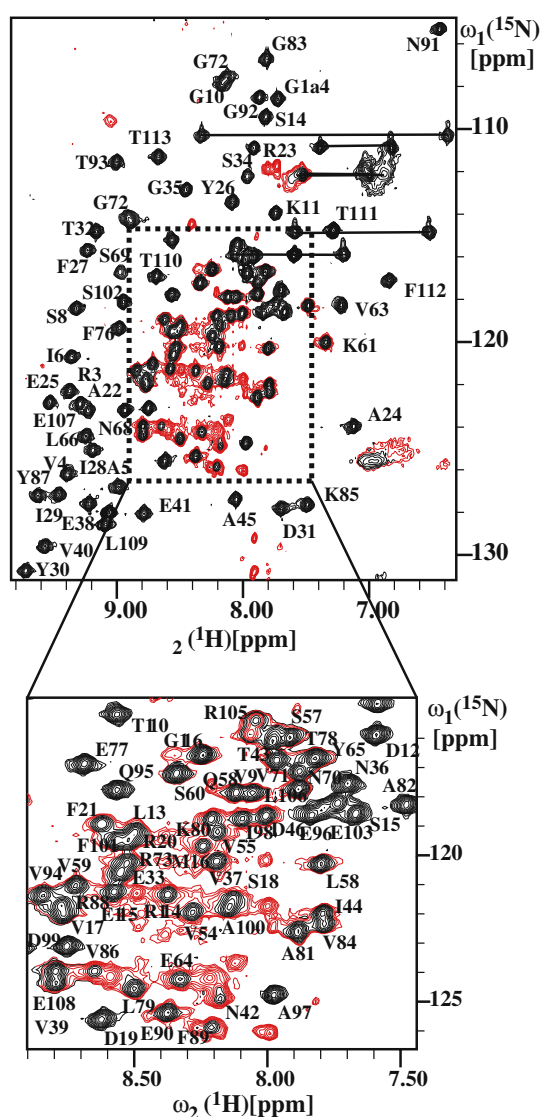 ω1(15N)
[ppm]
N91
G83
G72
G10
G1a4
G92
S14
110
T113
T93
S34
R23
G35
Y26
K11
G72
T111
T32
F27
S69
T110
F112
S102
S8
V63
F76
120
K61
I6
R3
E25
A22
E107
N68
A24
L66
V4
I28A5
Y87
K85
I29
E38
E41
A45
D31
L109
V40
Y30
130
9.00
8.00
7.00
2 (1H)[ppm]
ω1(15N)
[ppm]
R105
S57
T110
G116
T78
D12
E77
T43
Y65
Q95
V9
V71
N70
N36
Q58
A82
S60
L106
F21
L13
K80
I98
D46
E96
E103
S15
F101
R20
V55
V59
R73
M16
120
V94
E33
V37
S18
L58
R88
I44
E115
R114
V17
V54
A100
V84
D99
V86
A81
E64
E108
L79
N42
A97
125
V39
D19
E90
F89
8.50
8.00
7.50
ω2 (1H)[ppm]